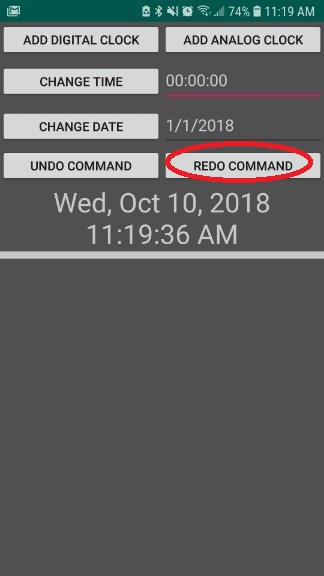 74% 11:19 AM
ADD DIGITAL CLOCK ADD ANALOG CLOCK
CHANGE TIME 00:00:00
CHANGE DATE 1/1/2018
UNDO COMMAND REDO COMMAND
Wed, Oct 10, 2018
11:19:36 AM